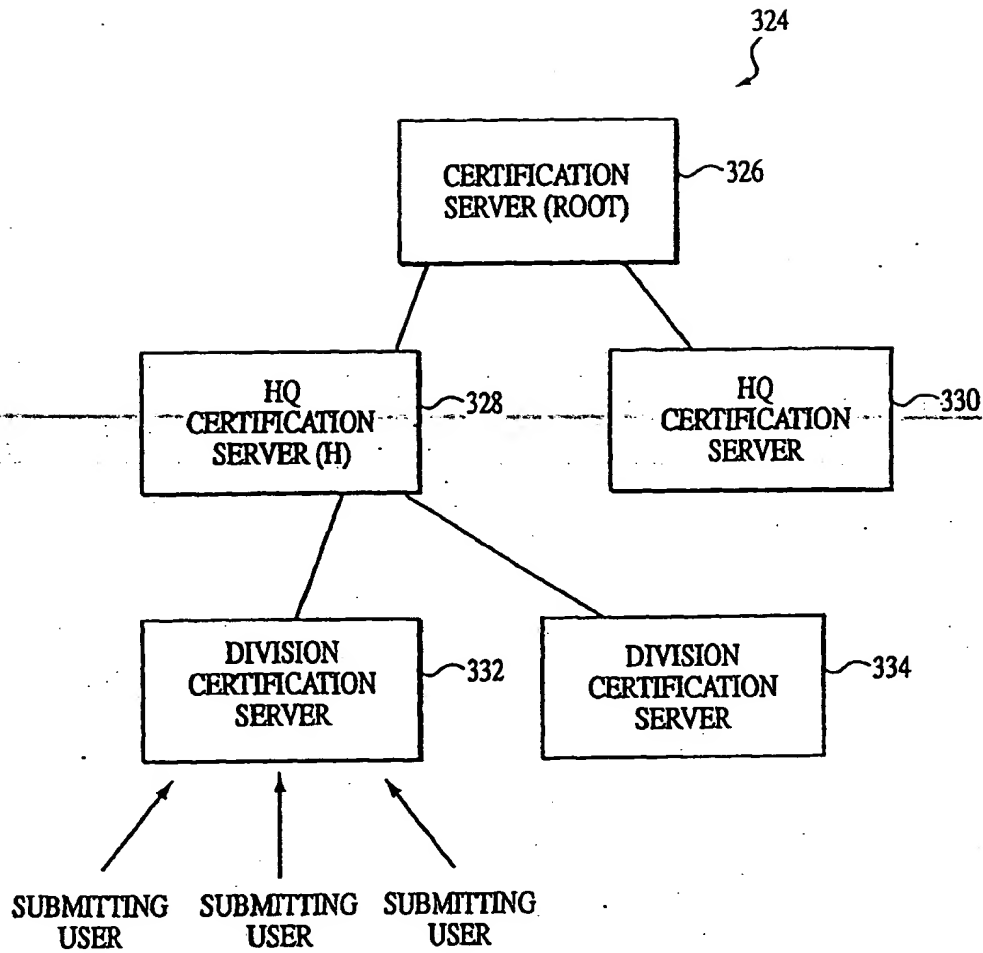 324
CERTIFICATION
SERVER (ROOT)
326
HQ
CERTIFICATION
SERVER (H)
328
HQ
CERTIFICATION
SERVER
330
DIVISION
CERTIFICATION
SERVER
332
DIVISION
CERTIFICATION
SERVER
334
SUBMITTING
USER
SUBMITTING
USER
SUBMITTING
USER